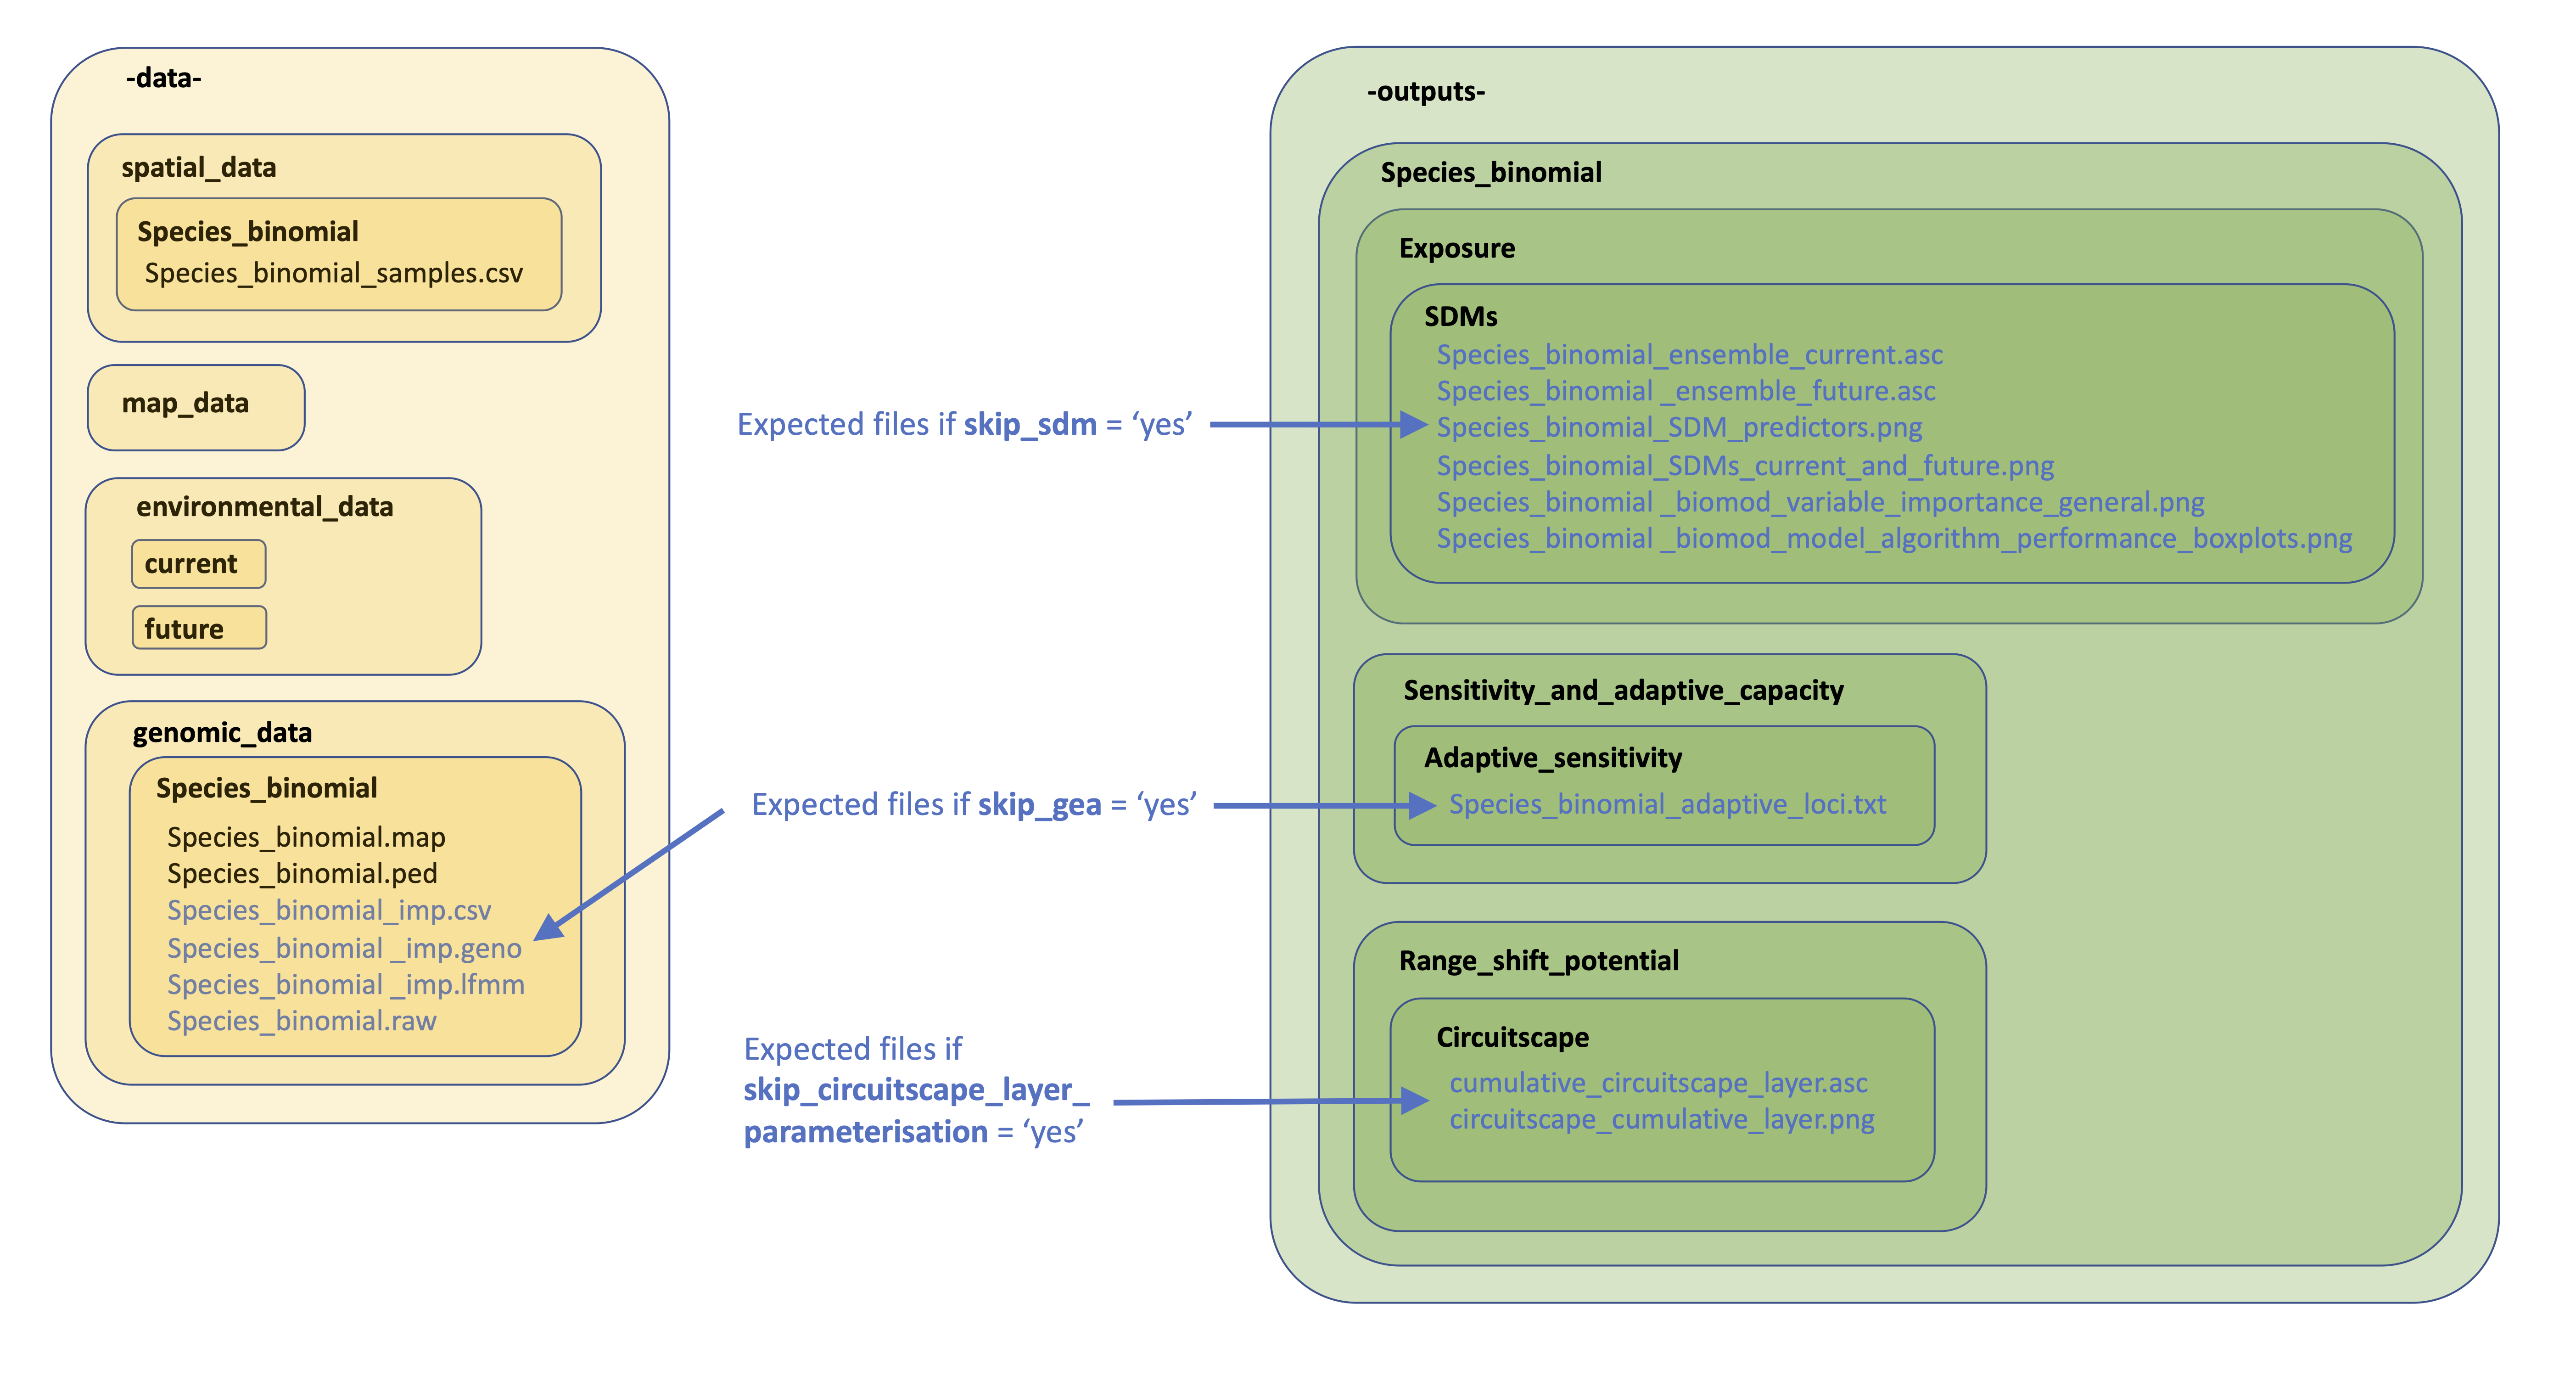 -data-
spatial_data
Species_binomial
Species_binomial_samples.csv
map_data
environmental_data
current
future
genomic_data
Species_binomial
Species_binomial.map
Species_binomial.ped
Species_binomial_imp.csv
Species_binomial _imp.geno
Species_binomial _imp.lfmm
Species_binomial.raw
Expected files if skip_sdm = ‘yes’
Expected files if skip_gea = ‘yes’
Expected files if
skip_circuitscape_layer_
parameterisation = ‘yes’
-outputs-
Species_binomial
Exposure
SDMs
Species_binomial_ensemble_current.asc
Species_binomial _ensemble_future.asc
Species_binomial_SDM_predictors.png
Species_binomial_SDMs_current_and_future.png
Species_binomial _biomod_variable_importance_general.png
Species_binomial _biomod_model_algorithm_performance_boxplots.png
Sensitivity_and_adaptive_capacity
Adaptive_sensitivity
Species_binomial_adaptive_loci.txt
Range_shift_potential
Circuitscape
cumulative_circuitscape_layer.asc
circuitscape_cumulative_layer.png